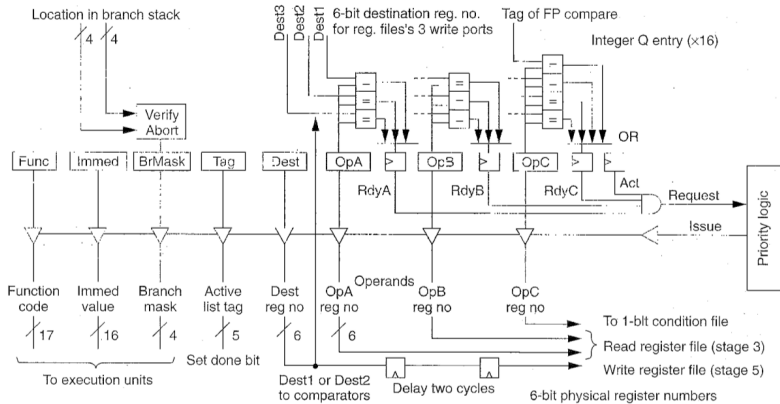 Location in branch stack
4
4
Dest3
Dest2
Dest1
6-bit destination reg. no.
for reg. files's 3 write ports
Tag of FP compare
Integer Q entry (×16)
Verify
Abort
=
=
=
=
=
=
=
=
=
=
OR
Func
Immed
BrMask
Tag
Dest
OpA
>
OpB
>
OpC
>
>
RdyA
RdyB
RdyC
Act
Request
Issue
Priority logic
Operands
Function
code
Immed
value
Branch
mask
Active
list tag
Dest
reg no
OpA
reg no
OpB
reg no
OpC
reg no
17
16
4
5
6
6
Set done bit
To execution units
To 1-bit condition file
Read register file (stage 3)
Write register file (stage 5)
Dest1 or Dest2
to comparators
Delay two cycles
6-bit physical register numbers